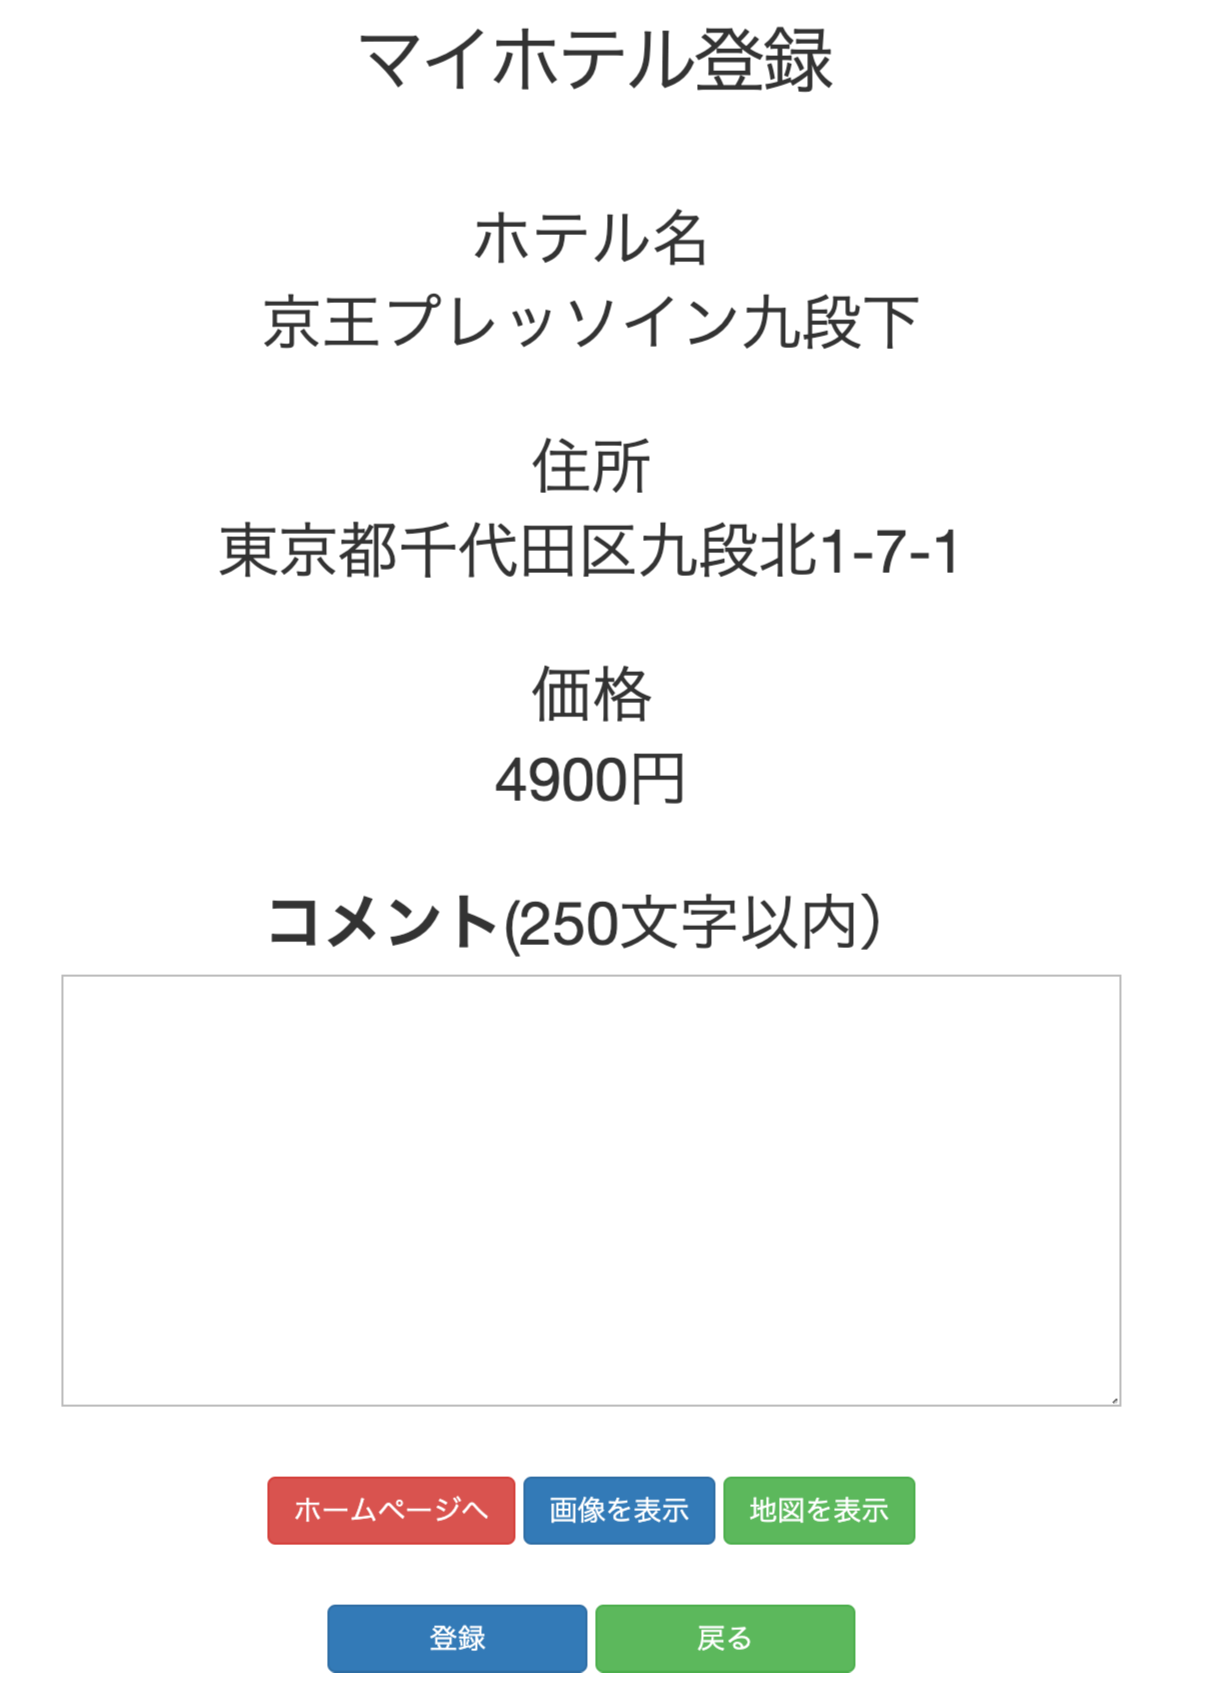 マイホテル登録
ホテル名
京王プレッソイン九段下
住所
東京都千代田区九段北1-7-1
価格
4900円
コメント(250文字以内）
ホームページへ 画像を表示 地図を表示
登録 戻る